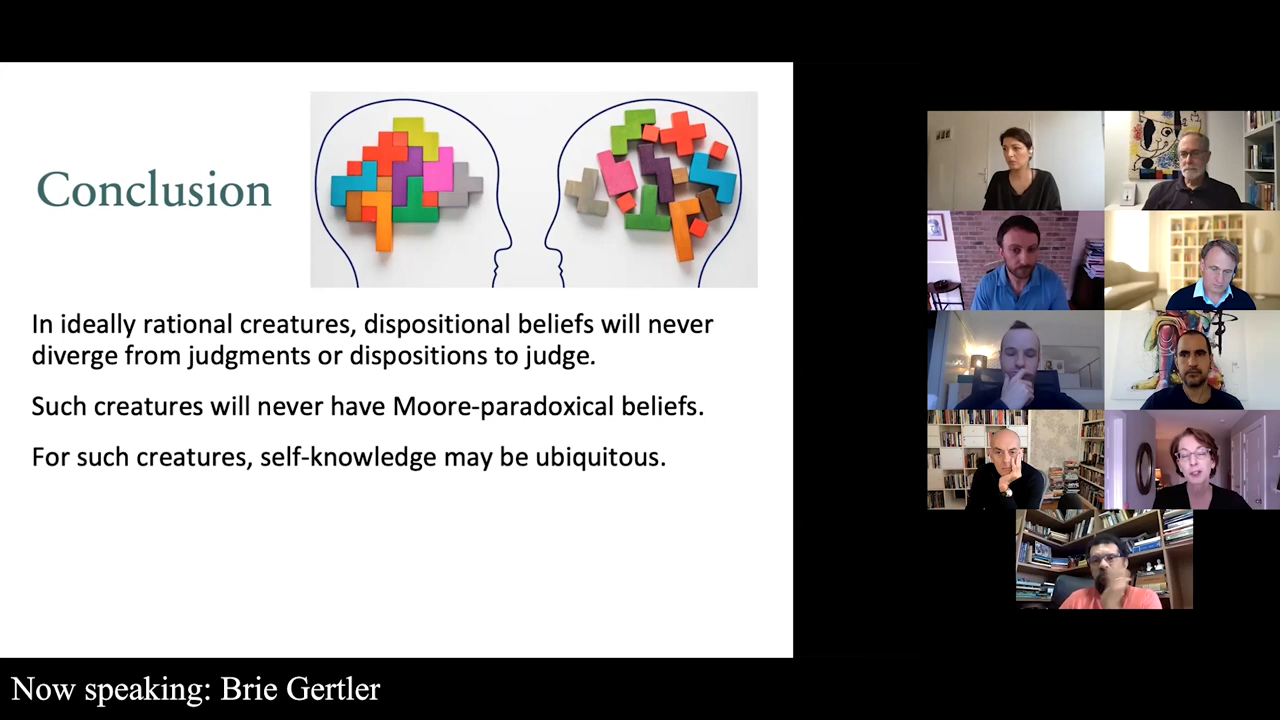 Conclusion
In ideally rational creatures, dispositional beliefs will never
diverge from judgments or dispositions to judge.
Such creatures will never have Moore-paradoxical beliefs.
For such creatures, self-knowledge may be ubiquitous.
Now speaking: Brie Gertler